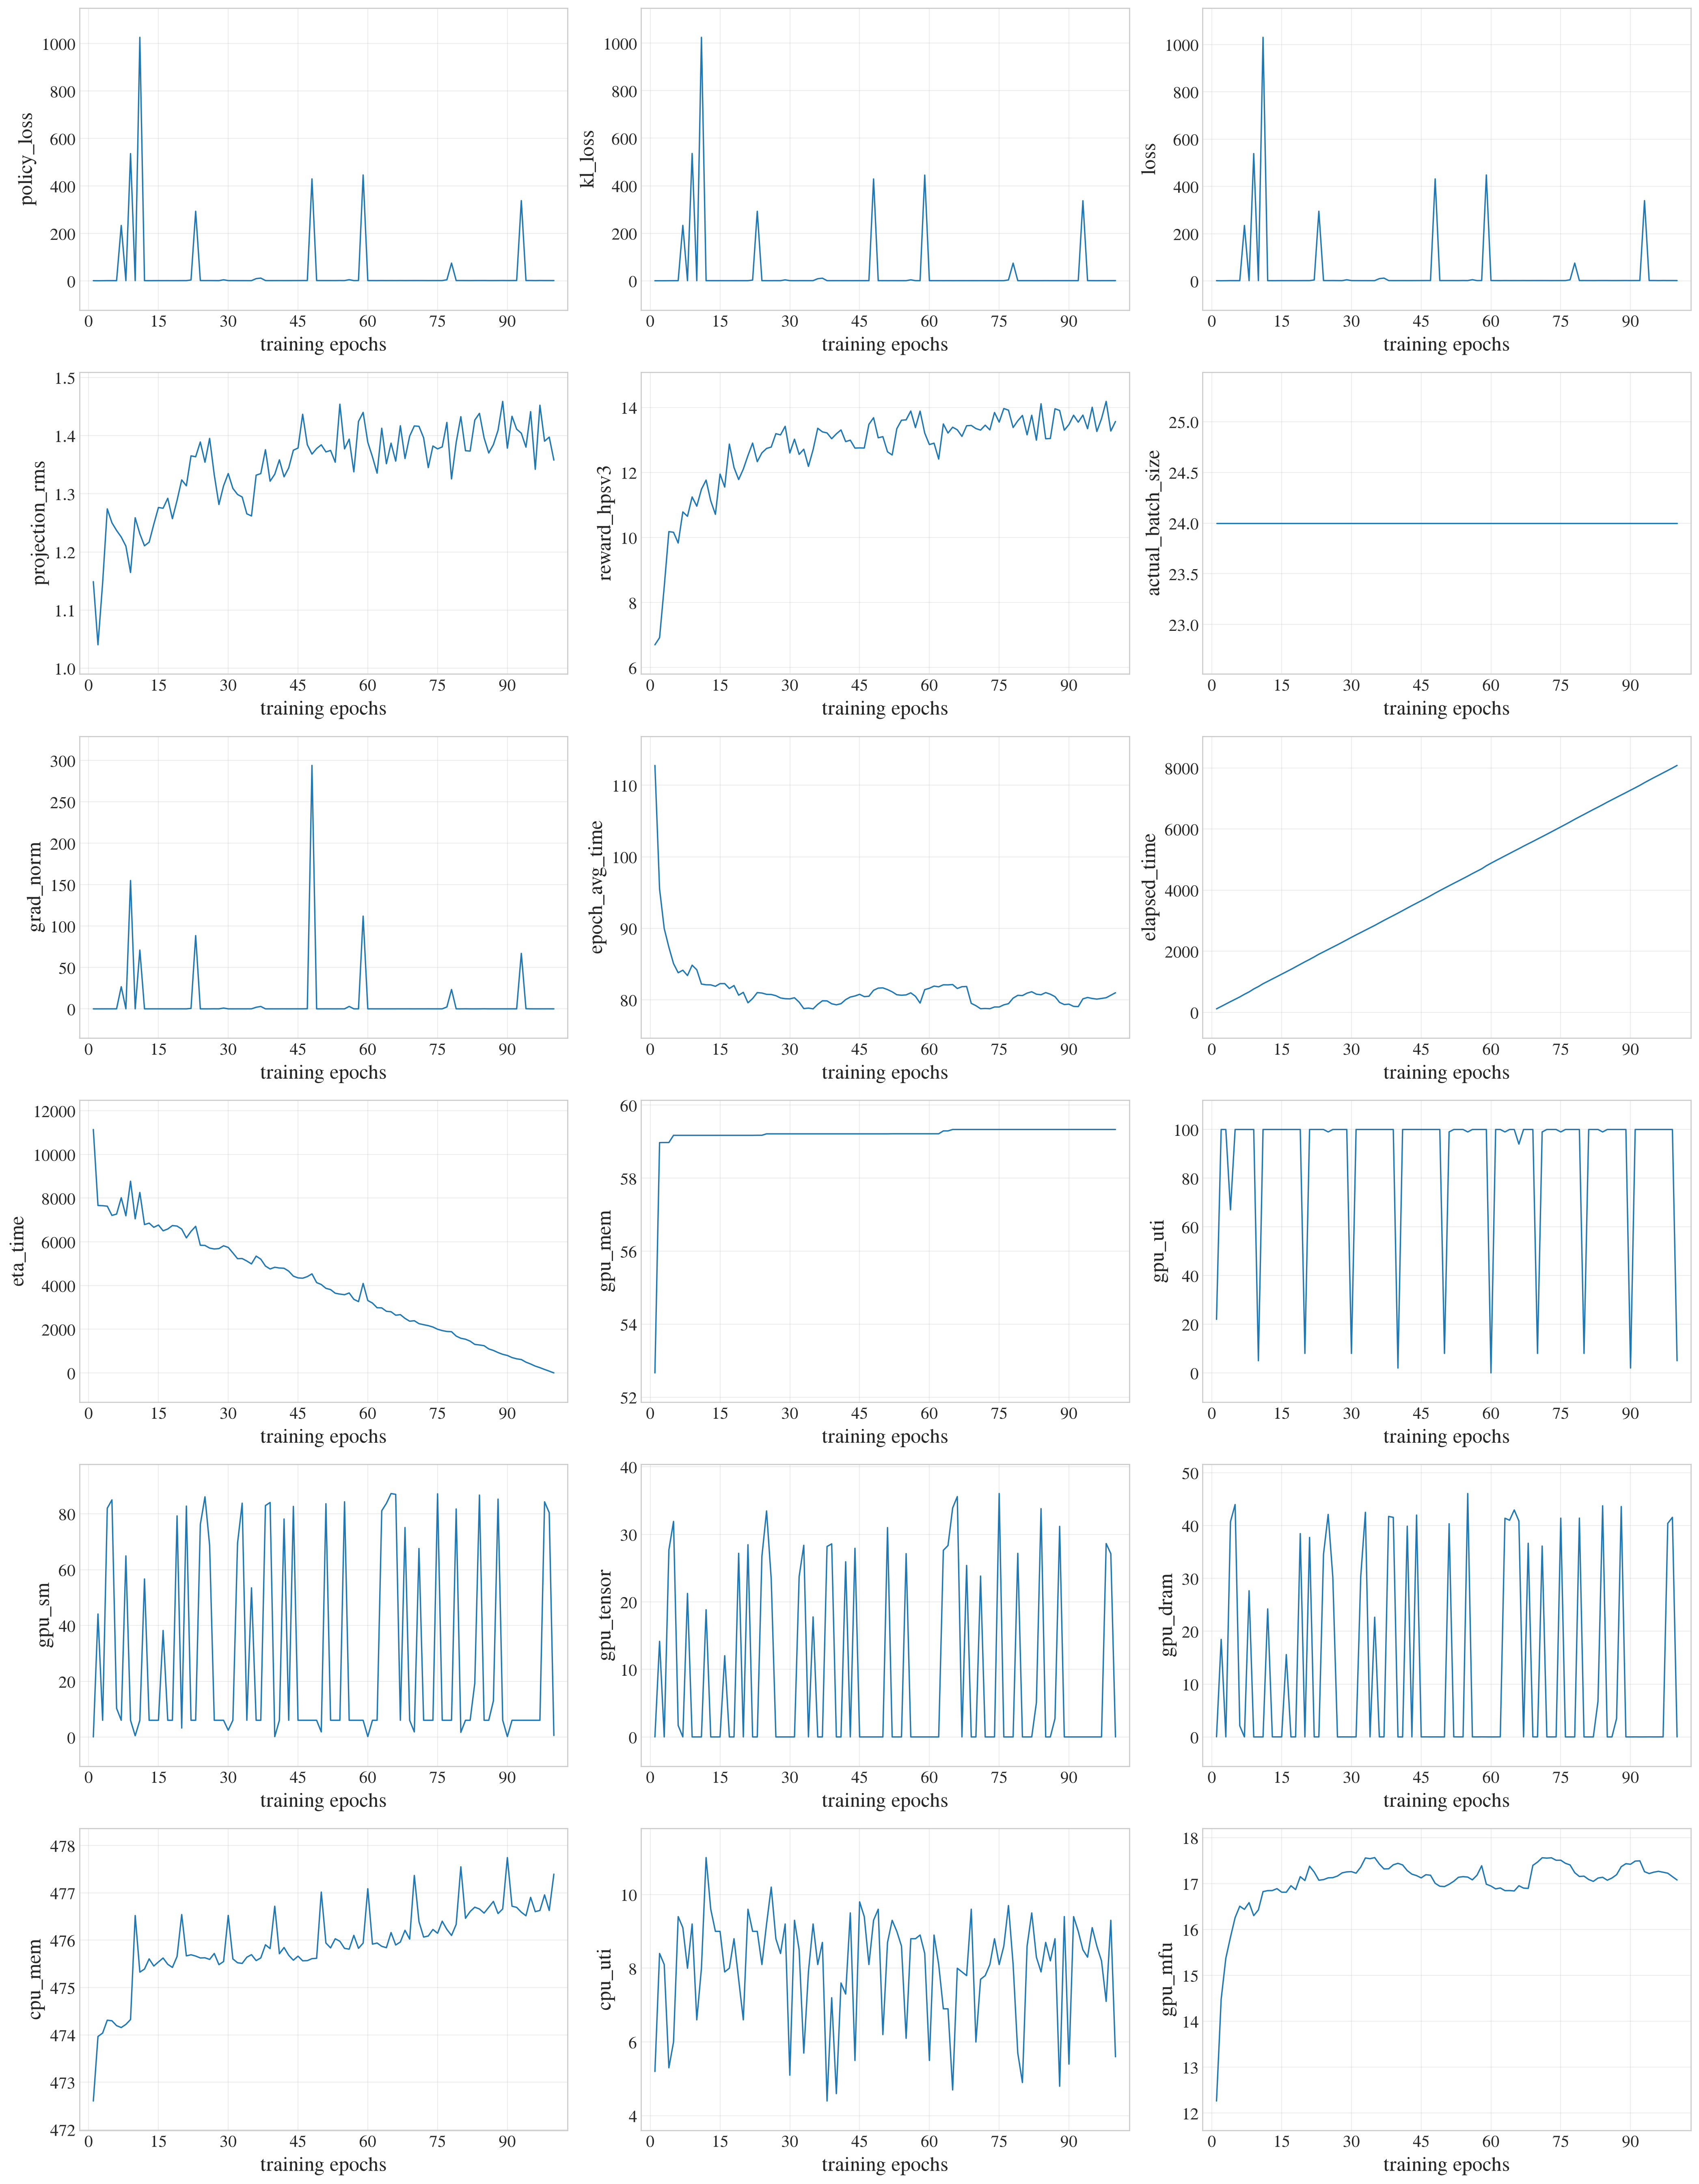 policy_loss
1000
800
600
400
200
0
0 15 30 45 60 75 90
training epochs
kl_loss
1000
800
600
400
200
0
0 15 30 45 60 75 90
training epochs
loss
1000
800
600
400
200
0
0 15 30 45 60 75 90
training epochs
projection_rms
1.5
1.4
1.3
1.2
1.1
1.0
0 15 30 45 60 75 90
training epochs
reward_hpsv3
14
12
10
8
6
0 15 30 45 60 75 90
training epochs
actual_batch_size
25.0
24.5
24.0
23.5
23.0
0 15 30 45 60 75 90
training epochs
grad_norm
300
250
200
150
100
50
0
0 15 30 45 60 75 90
training epochs
epoch_avg_time
110
100
90
80
0 15 30 45 60 75 90
training epochs
elapsed_time
8000
6000
4000
2000
0
0 15 30 45 60 75 90
training epochs
eta_time
12000
10000
8000
6000
4000
2000
0
0 15 30 45 60 75 90
training epochs
gpu_mem
60
58
56
54
52
0 15 30 45 60 75 90
training epochs
gpu_uti
100
80
60
40
20
0
0 15 30 45 60 75 90
training epochs
gpu_sm
80
60
40
20
0
0 15 30 45 60 75 90
training epochs
gpu_tensor
40
30
20
10
0
0 15 30 45 60 75 90
training epochs
gpu_dram
50
40
30
20
10
0
0 15 30 45 60 75 90
training epochs
cpu_mem
478
477
476
475
474
473
472
0 15 30 45 60 75 90
training epochs
cpu_uti
10
8
6
4
0 15 30 45 60 75 90
training epochs
gpu_mfu
18
17
16
15
14
13
12
0 15 30 45 60 75 90
training epochs